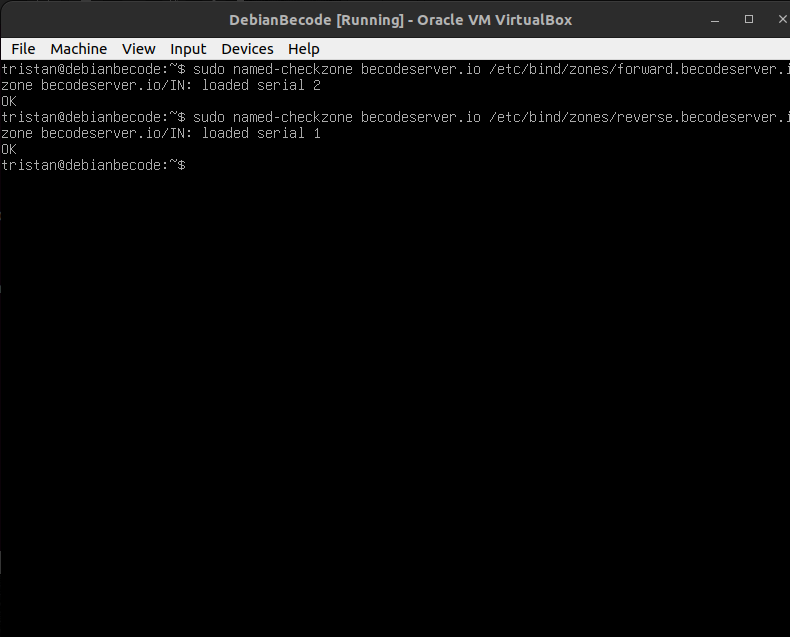 DebianBecode [Running] - Oracle VM VirtualBox
File Machine View Input Devices Help
tristan@debianbecode:~$ sudo named-checkzone becodeserver.io /etc/bind/zones/forward.becodeserver.i
zone becodeserver.io/IN: loaded serial 2
OK
tristan@debianbecode:~$ sudo named-checkzone becodeserver.io /etc/bind/zones/reverse.becodeserver.i
zone becodeserver.io/IN: loaded serial 1
OK
tristan@debianbecode:~$